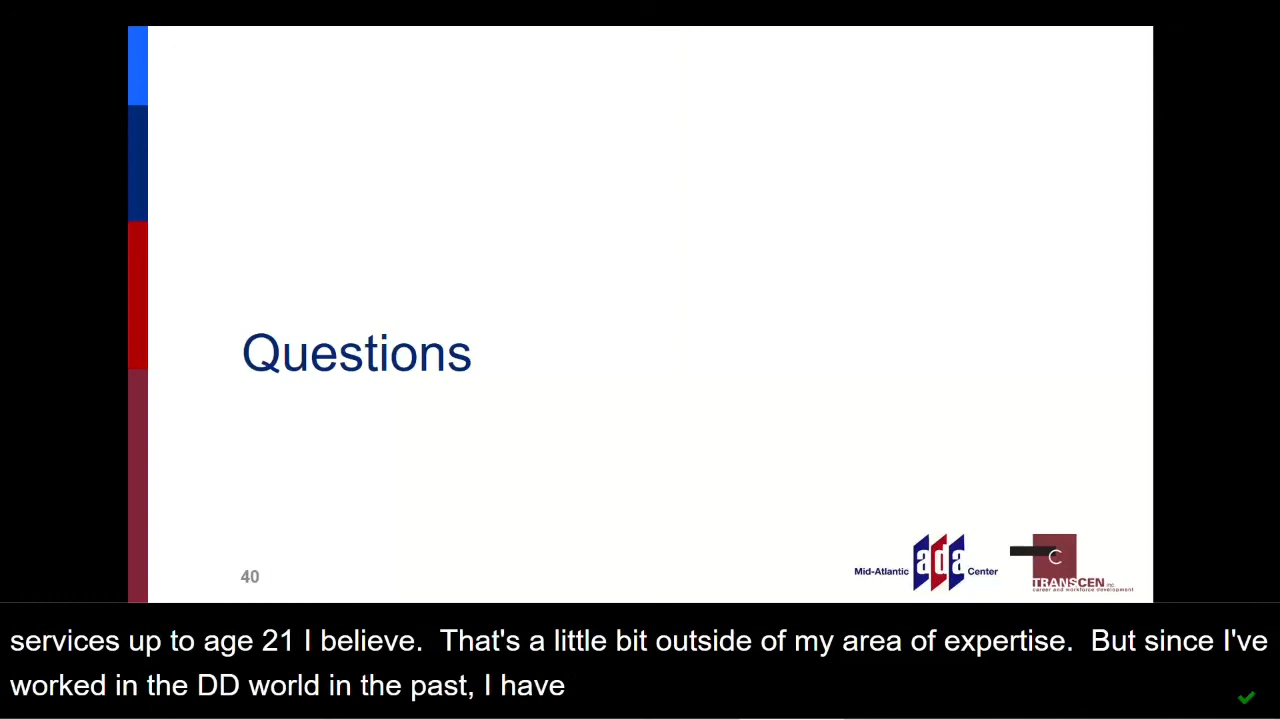 Questions
40
Mid-Atlantic ada Center
C
TRANSCEN inc.
career and workforce development
services up to age 21 I believe.  That's a little bit outside of my area of expertise.  But since I've
worked in the DD world in the past, I have